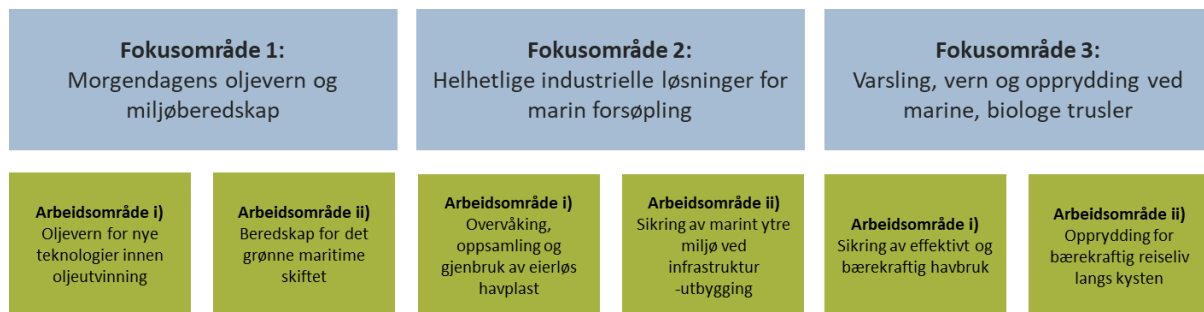 Fokusområde 1:
Morgendagens oljevern og
miljøberedskap
Fokusområde 2:
Helhetlige industrielle løsninger for
marin forsøpling
Fokusområde 3:
Varsling, vern og opprydding ved
marine, biologe trusler
Arbeidsområde i)
Oljevern for nye
teknologier innen
oljeutvinning
Arbeidsområde ii)
Beredskap for det
grønne maritime
skiftet
Arbeidsområde i)
Overvåking,
oppsamling og
gjenbruk av eierløs
havplast
Arbeidsområde ii)
Sikring av marint ytre
miljø ved
infrastruktur
-utbygging
Arbeidsområde i)
Sikring av effektivt og
bærekraftig havbruk
Arbeidsområde ii)
Opprydding for
bærekraftig reiseliv
langs kysten